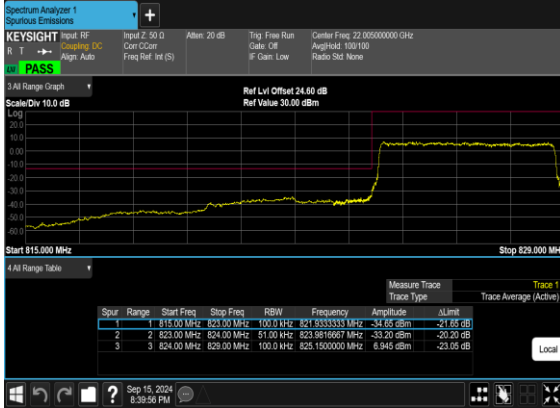 Spectrum Analyzer 1
Spurious Emissions
+
KEYSIGHT Input: RF Input Z: 50 Ω Atten: 20 dB Trig: Free Run Center Freq: 22.005000000 GHz
R T Coupling: DC Corr CCorr Gate: Off Avg|Hold: 100/100
Align: Auto Freq Ref: Int (S) IF Gain: Low Radio Std: None
PASS
3 All Range Graph
Ref Lvl Offset 24.60 dB
Scale/Div 10.0 dB Ref Value 30.00 dBm
Log
20.0
10.0
0.00
-10.0
-20.0
-30.0
-40.0
-50.0
-60.0
Start 815.000 MHz Stop 829.000 MH
4 All Range Table
Measure Trace Trace 1
Trace Type Trace Average (Active)
Spur Range Start Freq Stop Freq RBW Frequency Amplitude ΔLimit
1 1 815.00 MHz 823.00 MHz 100.0 kHz 821.9333333 MHz -34.65 dBm -21.65 dB
2 2 823.00 MHz 824.00 MHz 51.00 kHz 823.9816667 MHz -33.20 dBm -20.20 dB
3 3 824.00 MHz 829.00 MHz 100.0 kHz 825.1500000 MHz 6.945 dBm -23.05 dB
Local
? Sep 15, 2024
8:39:56 PM